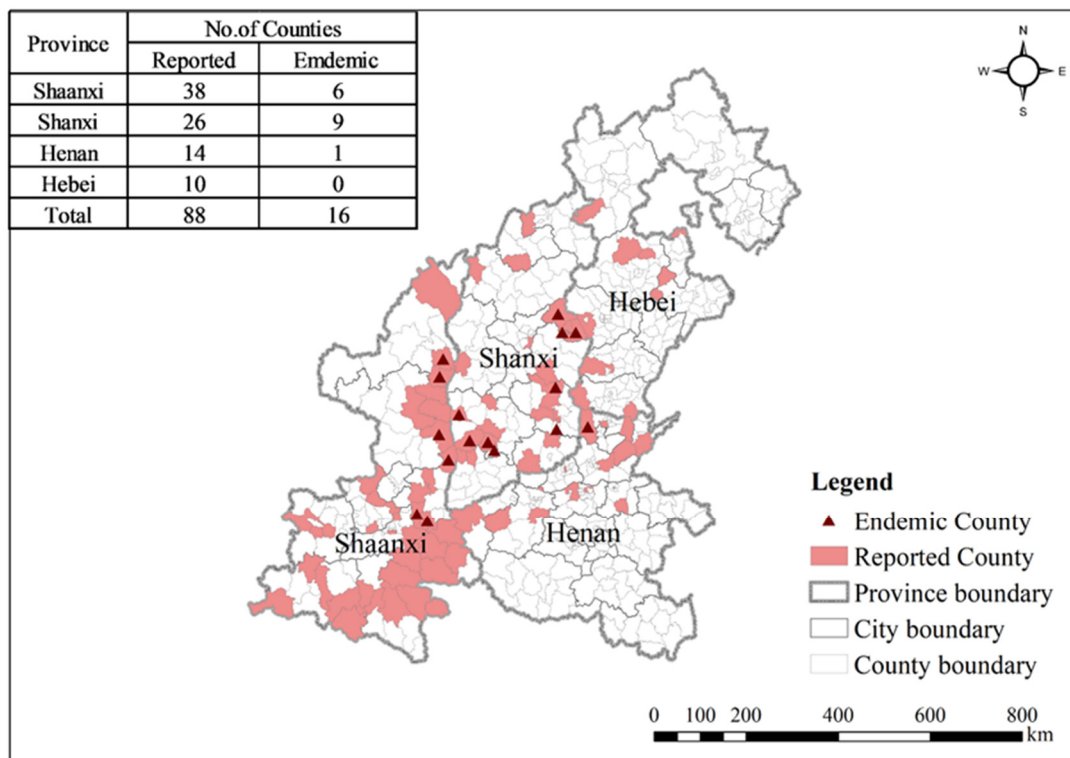 Province No.of Counties
Reported Emdemic
Shaanxi 38 6
Shanxi 26 9
Henan 14 1
Hebei 10 0
Total 88 16
N
W E
S
Hebei
Shanxi
Shaanxi
Henan
Legend
Endemic County
Reported County
Province boundary
City boundary
County boundary
0 100 200 400 600 800
km